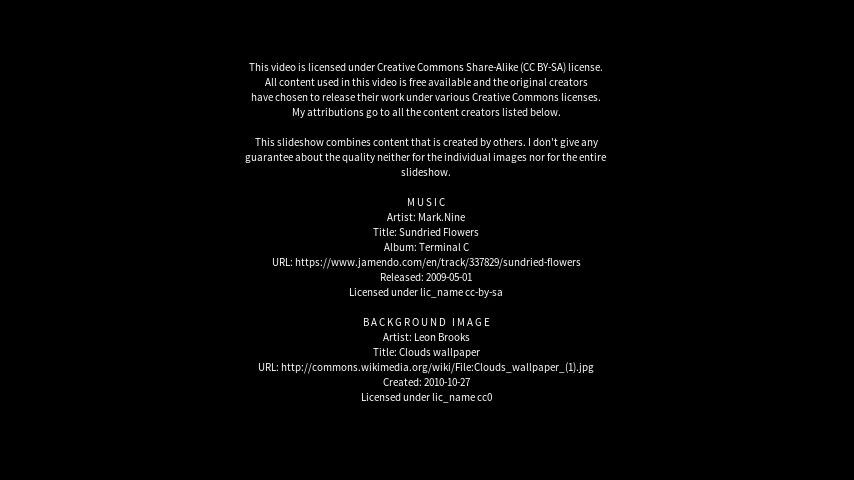 This video is licensed under Creative Commons Share-Alike (CC BY-SA) license.
All content used in this video is free available and the original creators
have chosen to release their work under various Creative Commons licenses.
My attributions go to all the content creators listed below.
This slideshow combines content that is created by others. I don't give any
guarantee about the quality neither for the individual images nor for the entire
slideshow.
MUSIC
Artist: Mark.Nine
Title: Sundried Flowers
Album: Terminal C
URL: https://www.jamendo.com/en/track/337829/sundried-flowers
Released: 2009-05-01
Licensed under lic_name cc-by-sa
BACKGROUND IMAGE
Artist: Leon Brooks
Title: Clouds wallpaper
URL: http://commons.wikimedia.org/wiki/File:Clouds_wallpaper_(1).jpg
Created: 2010-10-27
Licensed under lic_name cc0